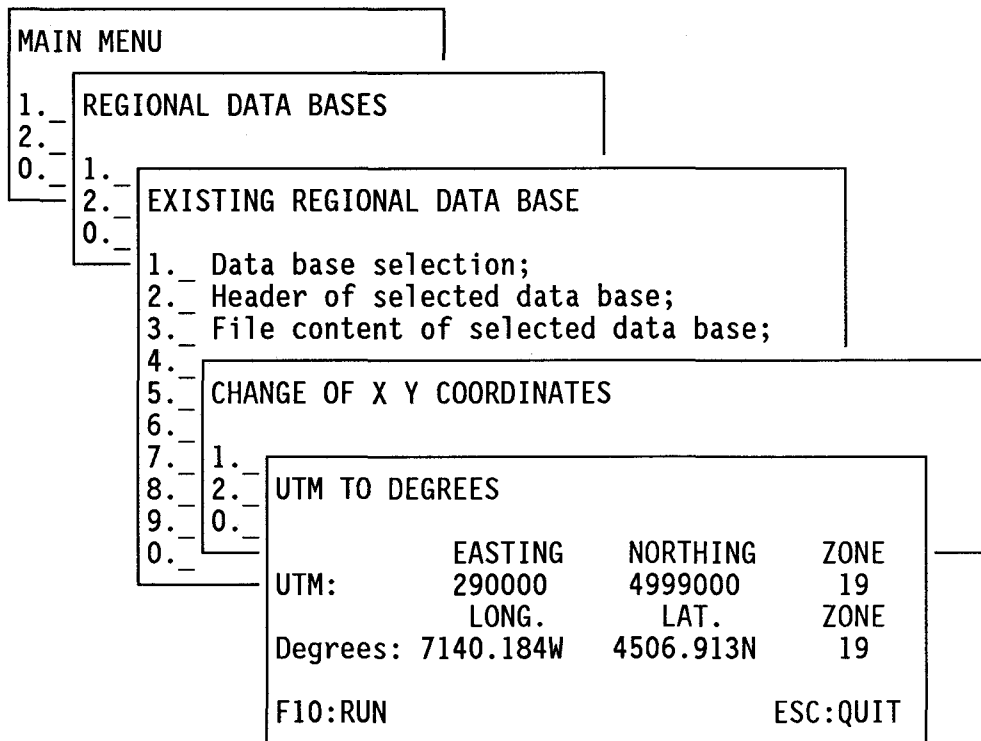 MAIN MENU
1._
2._
0._
REGIONAL DATA BASES
1._
2._
0._
EXISTING REGIONAL DATA BASE
1._ Data base selection;
2._ Header of selected data base;
3._ File content of selected data base;
4._
5._
6._
7._
8._
9._
0._
CHANGE OF X Y COORDINATES
1._
2._
0._
UTM TO DEGREES
EASTING NORTHING ZONE
UTM: 290000 4999000 19
LONG. LAT. ZONE
Degrees: 7140.184W 4506.913N 19
F10:RUN ESC:QUIT